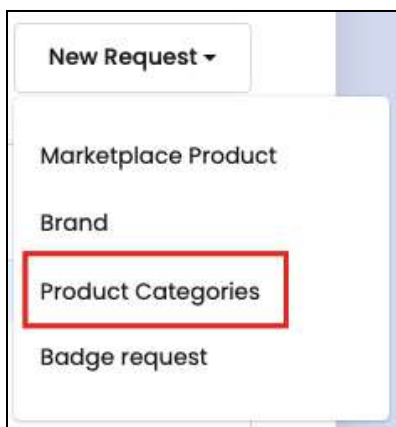 New Request
Marketplace Product
Brand
Product Categories
Badge request